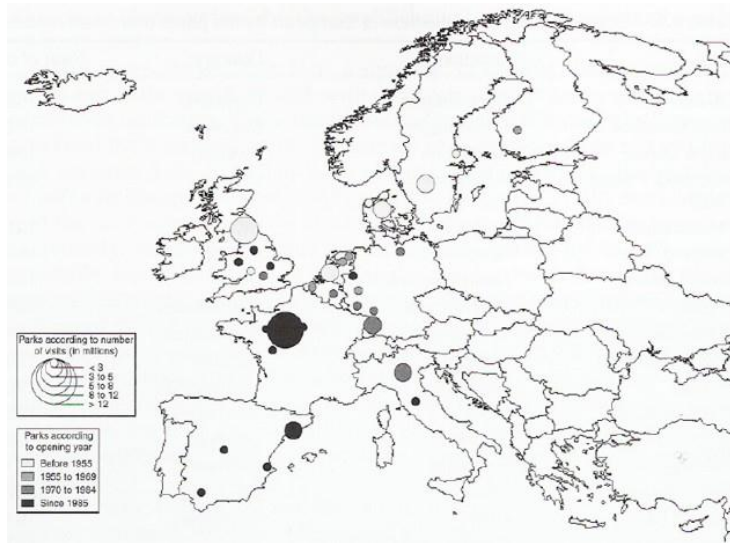 Parks according to number
of visits (in millions)
< 3
3 to 5
5 to 8
8 to 12
> 12
Parks according
to opening year
Before 1955
1955 to 1969
1970 to 1984
Since 1985